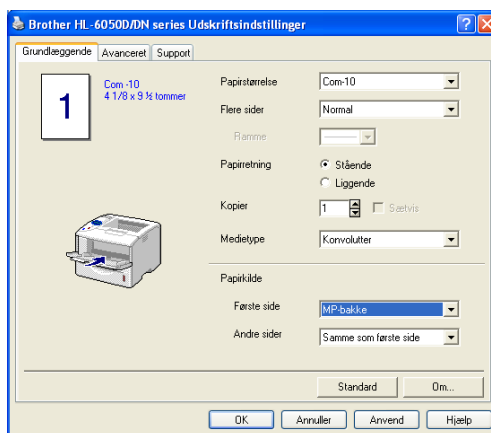 Brother HL-6050D/DN series Udskriftsindstillinger
Grundlæggende Avanceret Support
1
Com -10
4 1/8 x 9 ½ tommer
Papirstørrelse Com-10
Flere sider Normal
Ramme
Papirretning Stående
Liggende
Kopier 1 Sætvis
Medietype Konvolutter
Papirkilde
Første side MP-bakke
Andre sider Samme som første side
Standard Om...
OK Annuller Anvend Hjælp